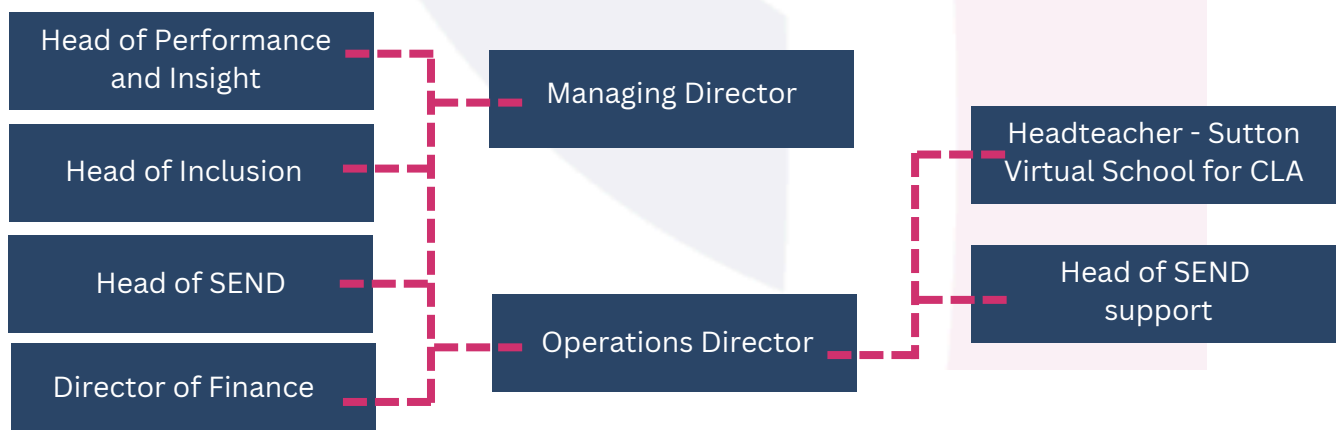 Head of Performance
and Insight
Head of Inclusion
Head of SEND
Director of Finance
Managing Director
Operations Director
Headteacher - Sutton
Virtual School for CLA
Head of SEND
support